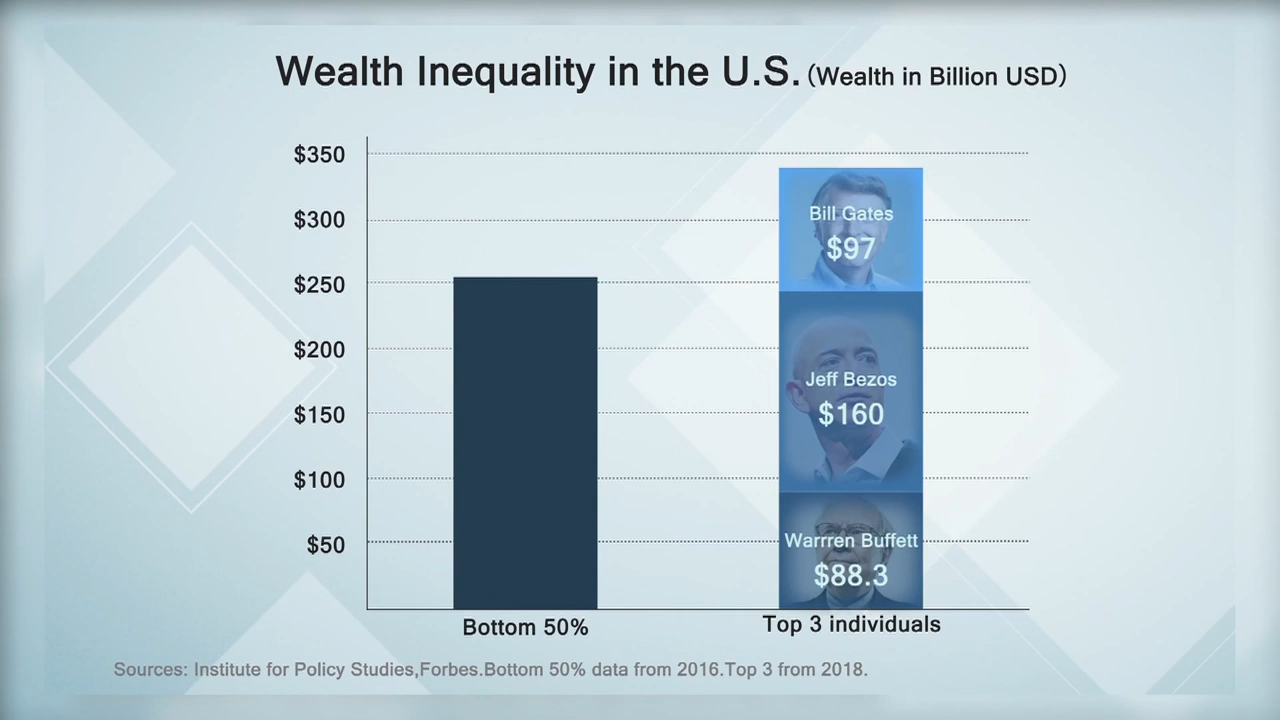 Wealth Inequality in the U.S. (Wealth in Billion USD)
$350
$300
$250
$200
$150
$100
$50
Bill Gates
$97
Jeff Bezos
$160
Warrren Buffett
$88.3
Bottom 50%
Top 3 individuals
Sources: Institute for Policy Studies,Forbes.Bottom 50% data from 2016.Top 3 from 2018.